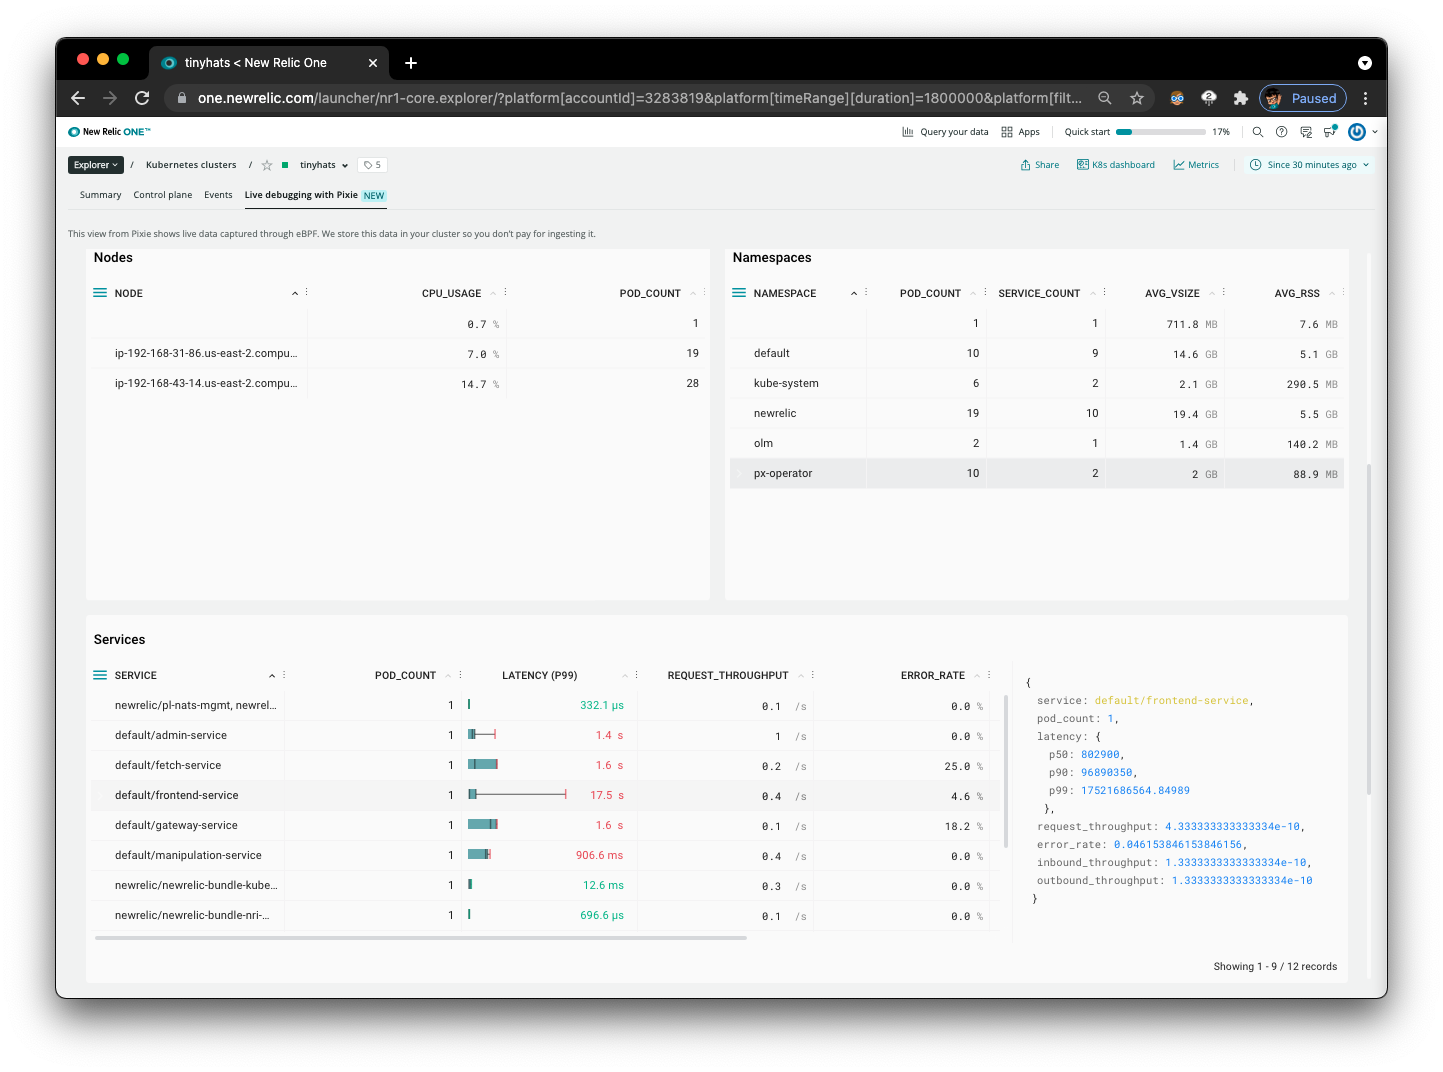 tinyhats < New Relic One
one.newrelic.com/launcher/nr1-core.explorer/?platform[accountId]=3283819&platform[timeRange][duration]=1800000&platform[filt...
Paused
New Relic ONE™
Query your data
Apps
Quick start
17%
Explorer / Kubernetes clusters / tinyhats 5
Share
K8s dashboard
Metrics
Since 30 minutes ago
Summary Control plane Events Live debugging with Pixie NEW
This view from Pixie shows live data captured through eBPF. We store this data in your cluster so you don't pay for ingesting it.
Nodes
NODE CPU_USAGE POD_COUNT
0.7 % 1
ip-192-168-31-86.us-east-2.compu... 7.0 % 19
ip-192-168-43-14.us-east-2.compu... 14.7 % 28
Namespaces
NAMESPACE POD_COUNT SERVICE_COUNT AVG_VSIZE AVG_RSS
1 1 711.8 MB 7.6 MB
default 10 9 14.6 GB 5.1 GB
kube-system 6 2 2.1 GB 290.5 MB
newrelic 19 10 19.4 GB 5.5 GB
olm 2 1 1.4 GB 140.2 MB
px-operator 10 2 2 GB 88.9 MB
Services
SERVICE POD_COUNT LATENCY (P99) REQUEST_THROUGHPUT ERROR_RATE
newrelic/pl-nats-mgmt, newrel... 1 332.1 µs 0.1 /s 0.0 %
default/admin-service 1 1.4 s 1 /s 0.0 %
default/fetch-service 1 1.6 s 0.2 /s 25.0 %
default/frontend-service 1 17.5 s 0.4 /s 4.6 %
default/gateway-service 1 1.6 s 0.1 /s 18.2 %
default/manipulation-service 1 906.6 ms 0.4 /s 0.0 %
newrelic/newrelic-bundle-kube... 1 12.6 ms 0.3 /s 0.0 %
newrelic/newrelic-bundle-nri-... 1 696.6 µs 0.1 /s 0.0 %
{
service: default/frontend-service,
pod_count: 1,
latency: {
p50: 802900,
p90: 96890350,
p99: 17521686564.84989
},
request_throughput: 4.333333333333334e-10,
error_rate: 0.046153846153846156,
inbound_throughput: 1.3333333333333334e-10,
outbound_throughput: 1.3333333333333334e-10
}
Showing 1 - 9 / 12 records